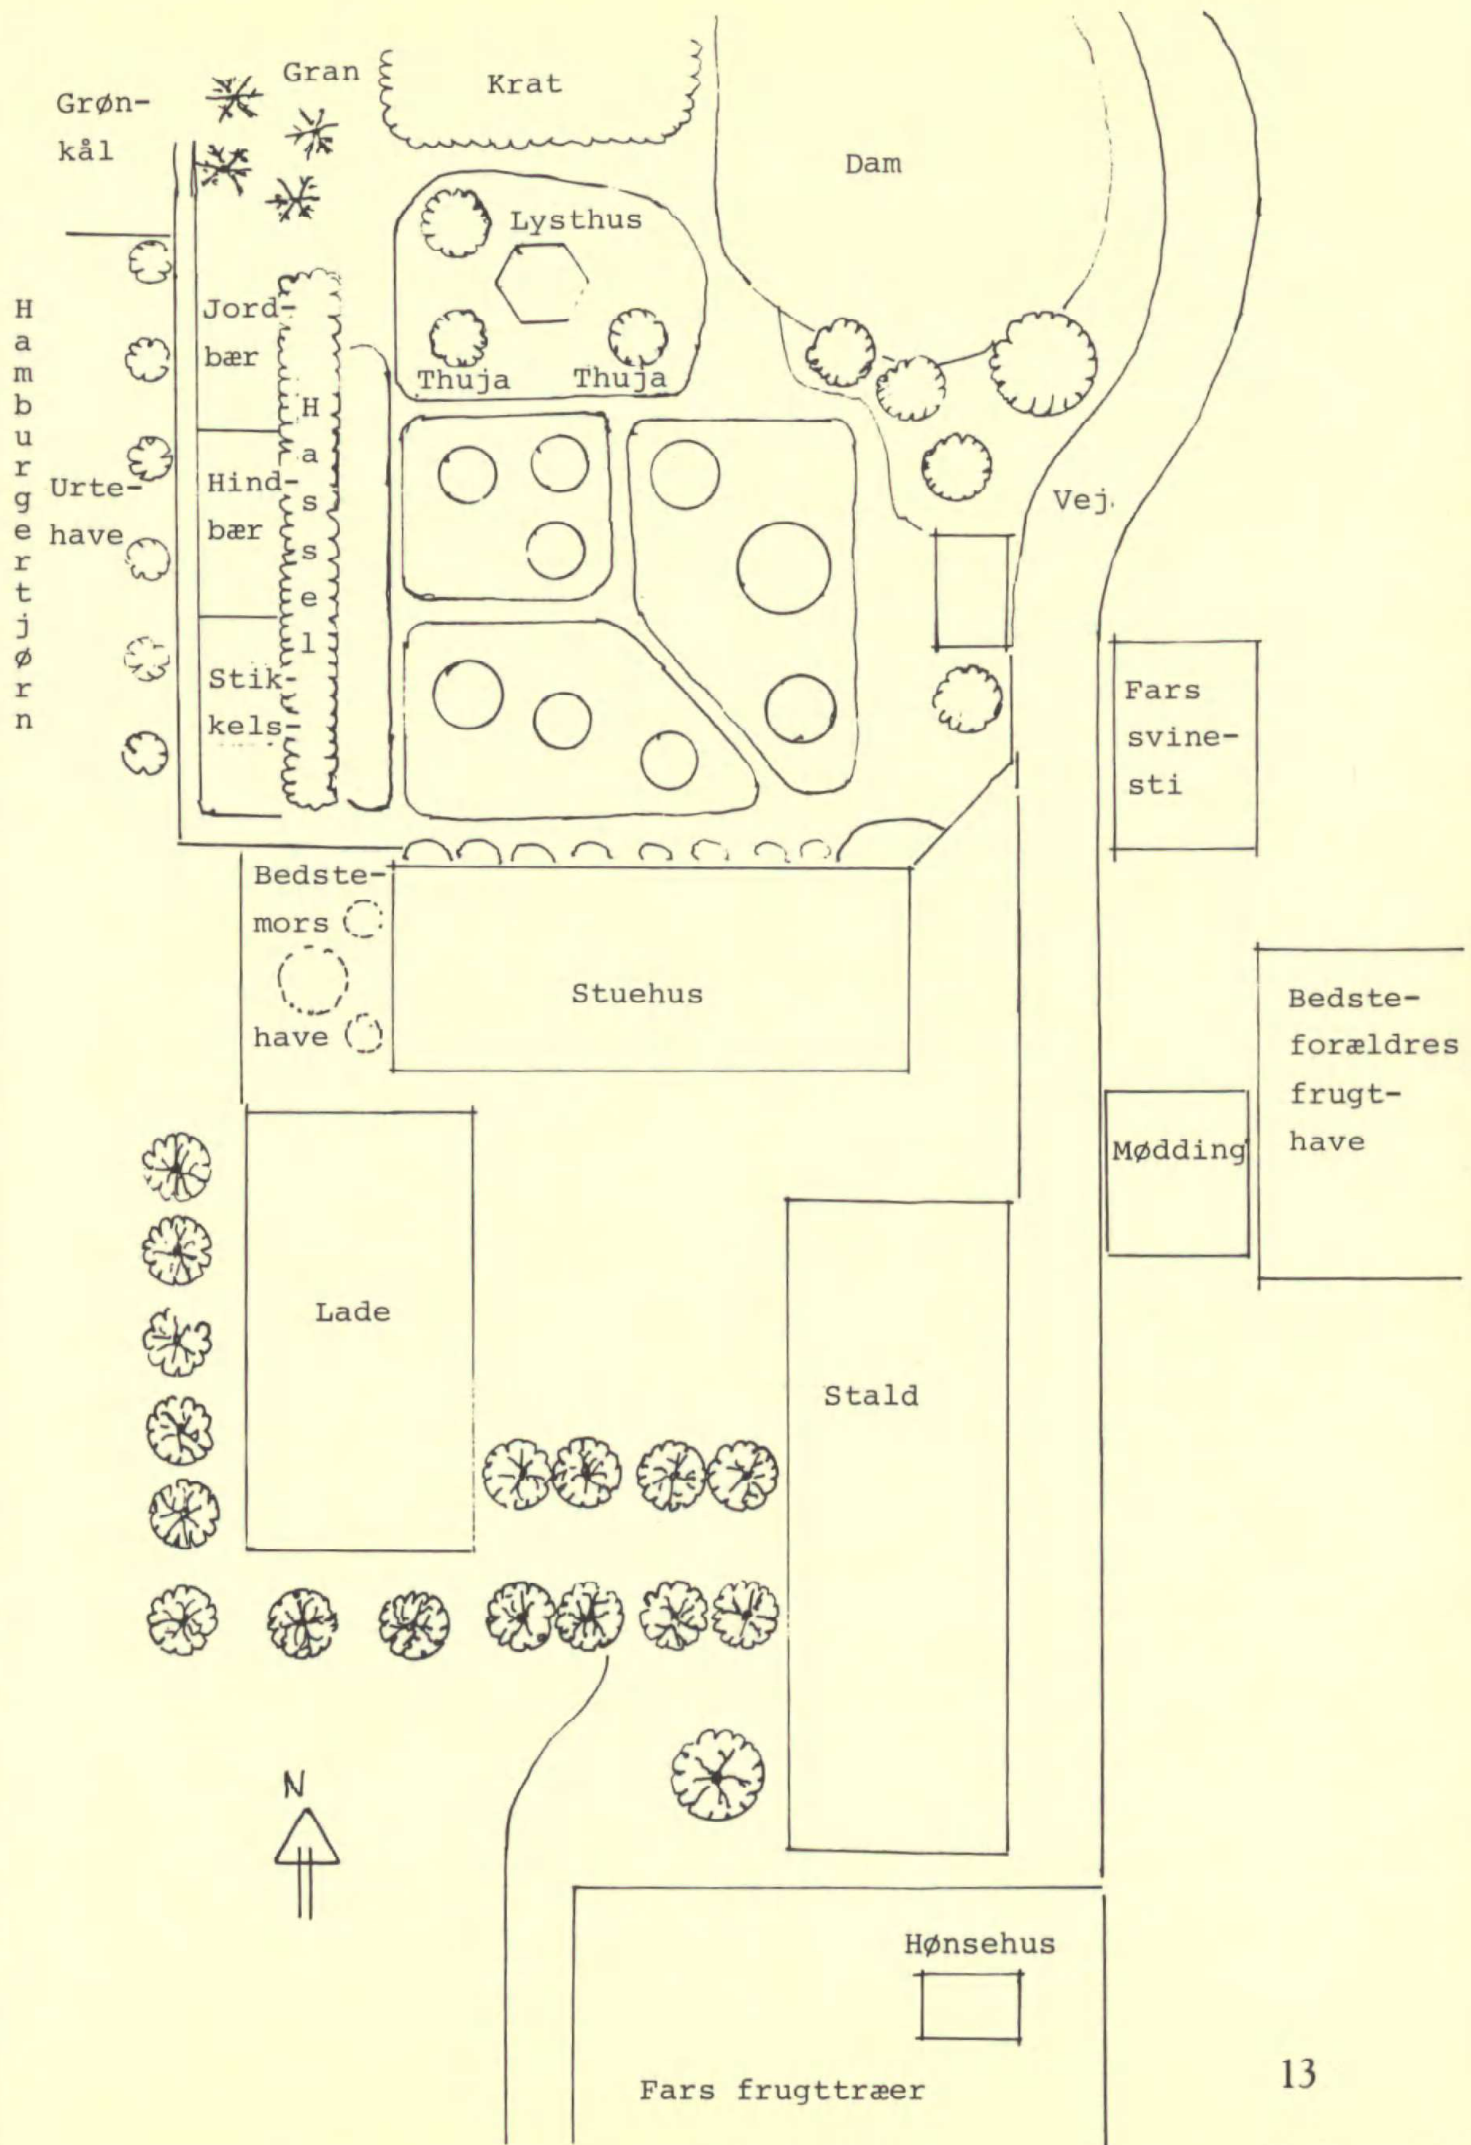 Gran
Krat
Grøn-
kål
Dam
Lysthus
Hamburgertjørn
Jord-
bær
Thuja
Thuja
Hassel
Urte-
have
Hind-
bær
Vej
Stik-
kels-
Fars
svine-
sti
Bedste-
mors
have
Stuehus
Bedste-
forældres
frugt-
have
Mødding
Lade
Stald
N
Hønsehus
Fars frugttræer
13